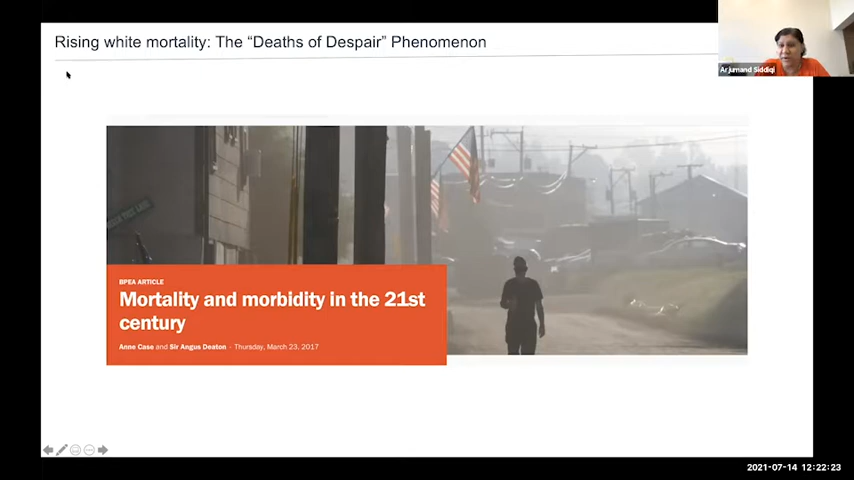 Rising white mortality: The “Deaths of Despair” Phenomenon
Arjumand Siddiqi
BPEA ARTICLE
Mortality and morbidity in the 21st
century
Anne Case and Sir Angus Deaton - Thursday, March 23, 2017
2021-07-14 12:22:23